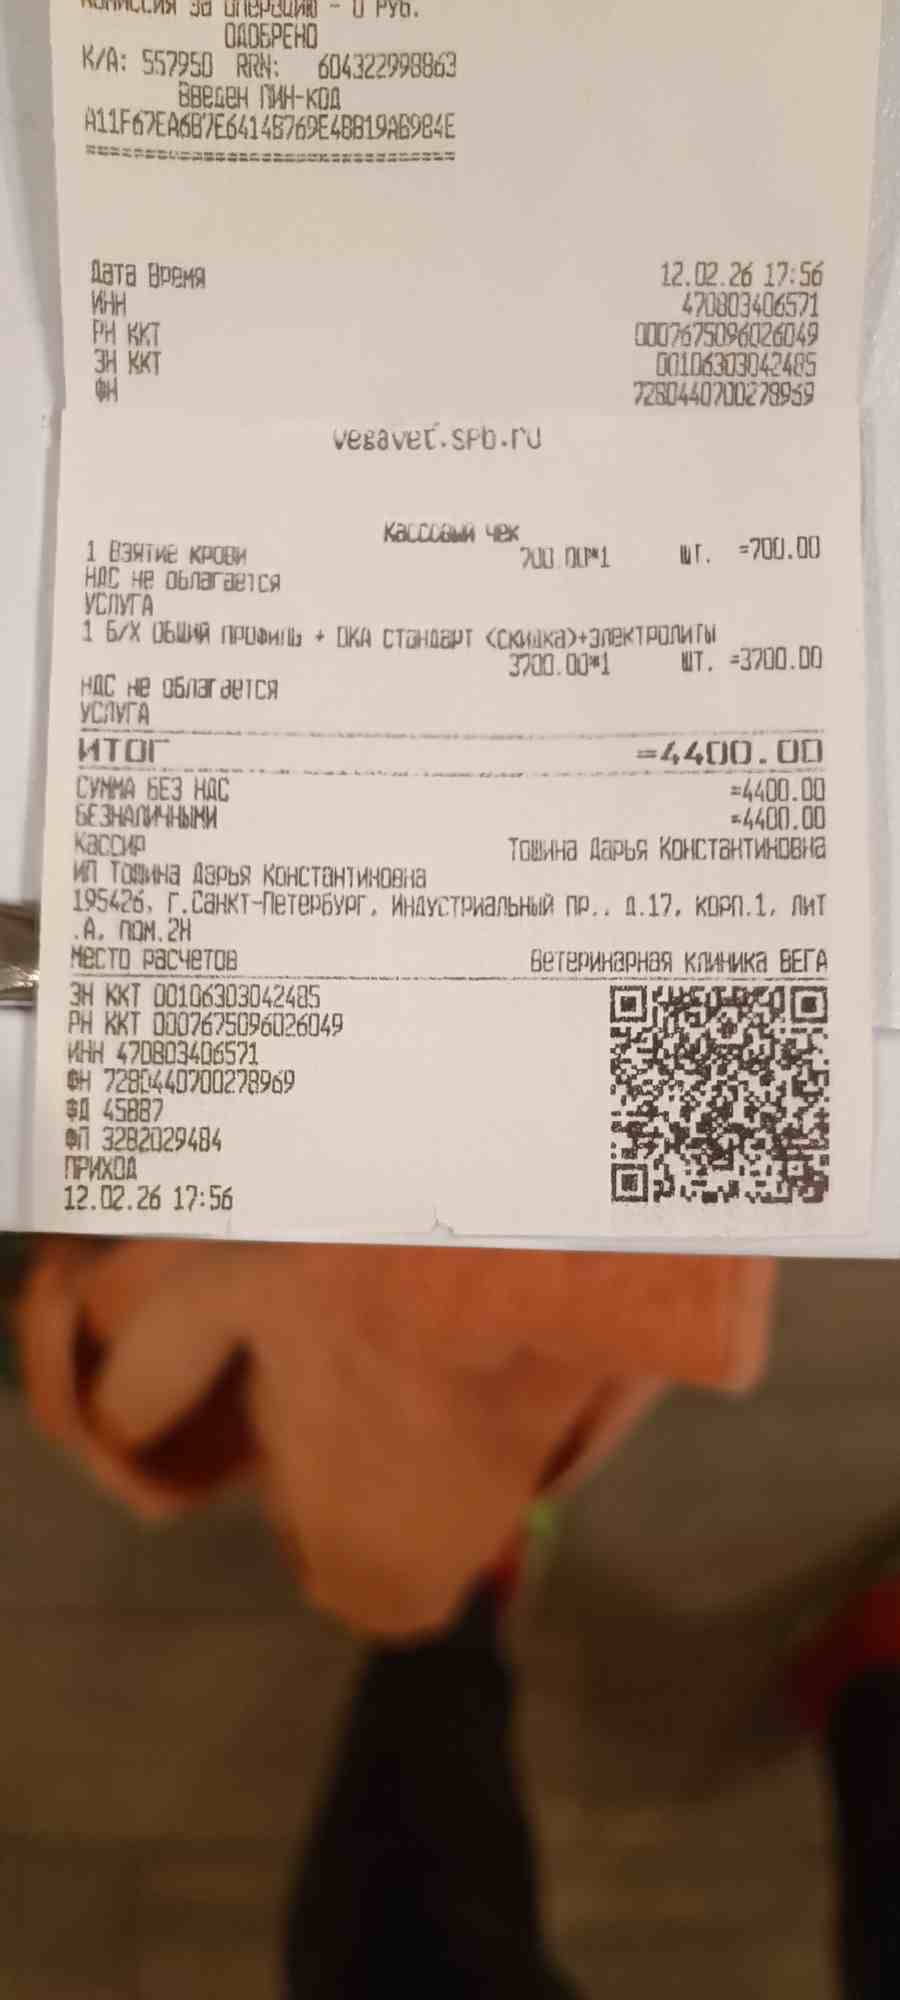 Комиссия за операцию - 0 Руб.
ОДОБРЕНО
К/А: 557950 RRN: 604322998863
Введен ПИН-код
A11F67EA6B7E6414B769E4BB19AB9B4E
==================================
Дата Время 12.02.26 17:56
ИНН 470803406571
РН ККТ 0007675096026049
ЗН ККТ 00106303042485
ФН 7280440700278969
vegavet.spb.ru
Кассовый чек
1 Взятие крови 700.00*1 шт. =700.00
НДС не облагается
УСЛУГА
1 Б/Х ОБЩИЙ ПРОФИЛЬ + ОКА СТАНДАРТ (СКИДКА)+ЭЛЕКТРОЛИТЫ
3700.00*1 шт. =3700.00
НДС не облагается
УСЛУГА
ИТОГ =4400.00
СУММА БЕЗ НДС =4400.00
БЕЗНАЛИЧНЫМИ =4400.00
Кассир Тошина Дарья Константиновна
ИП Тошина Дарья Константиновна
195426, г.Санкт-Петербург, Индустриальный пр., д.17, корп.1, лит
.А, пом.2Н
Место расчетов Ветеринарная клиника ВЕГА
ЗН ККТ 00106303042485
РН ККТ 0007675096026049
ИНН 470803406571
ФН 7280440700278969
ФД 45887
ФП 3282029484
ПРИХОД
12.02.26 17:56